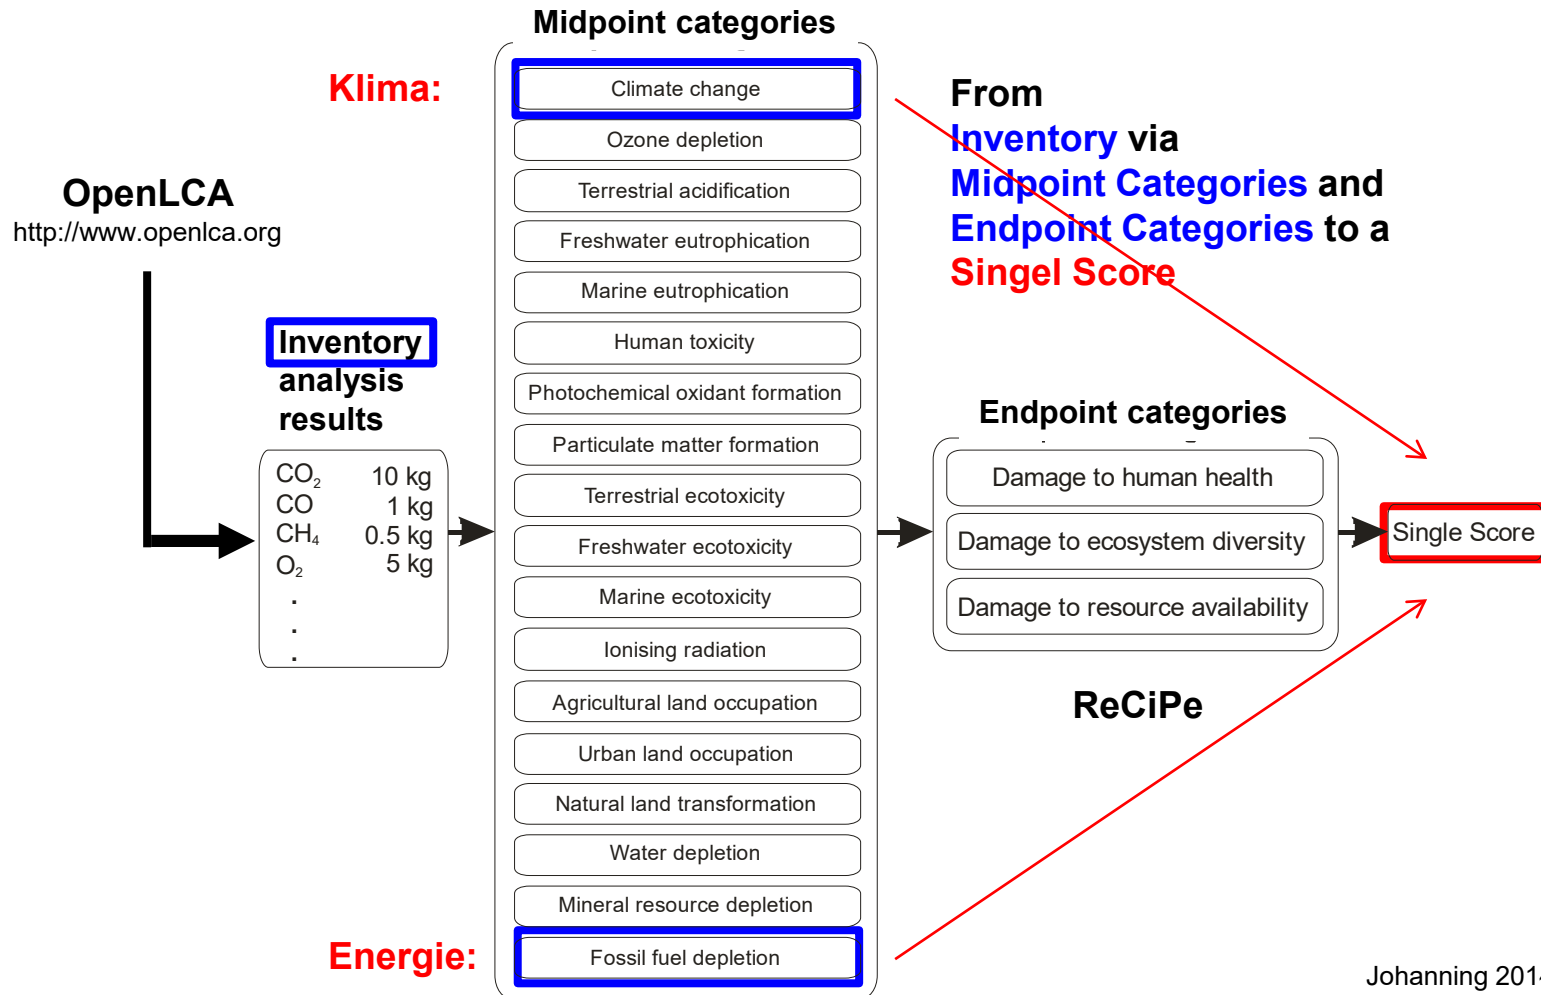 Midpoint categories
Klima:
Climate change
Ozone depletion
Terrestrial acidification
Freshwater eutrophication
Marine eutrophication
Human toxicity
Photochemical oxidant formation
Particulate matter formation
Terrestrial ecotoxicity
Freshwater ecotoxicity
Marine ecotoxicity
Ionising radiation
Agricultural land occupation
Urban land occupation
Natural land transformation
Water depletion
Mineral resource depletion
Energie:
Fossil fuel depletion
OpenLCA
http://www.openlca.org
Inventory
analysis
results
CO₂ 10 kg
CO 1 kg
CH₄ 0.5 kg
O₂ 5 kg
.
.
.
From
Inventory via
Midpoint Categories and
Endpoint Categories to a
Singel Score
Endpoint categories
Damage to human health
Damage to ecosystem diversity
Damage to resource availability
Single Score
ReCiPe
Johanning 2014